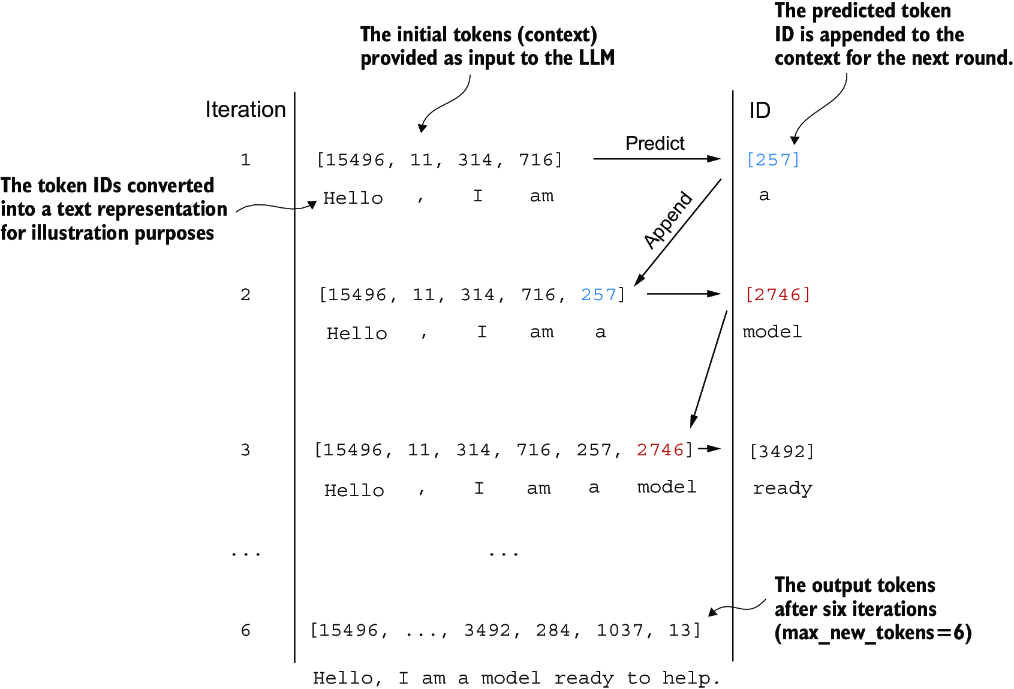 The initial tokens (context)
provided as input to the LLM
The predicted token
ID is appended to the
context for the next round.
Iteration
ID
1
[15496, 11, 314, 716]
Predict
[257]
Hello , I am
a
The token IDs converted
into a text representation
for illustration purposes
Append
2
[15496, 11, 314, 716, 257]
[2746]
Hello , I am a
model
3
[15496, 11, 314, 716, 257, 2746]
[3492]
Hello , I am a model
ready
...
...
The output tokens
after six iterations
(max_new_tokens=6)
6
[15496, ..., 3492, 284, 1037, 13]
Hello, I am a model ready to help.